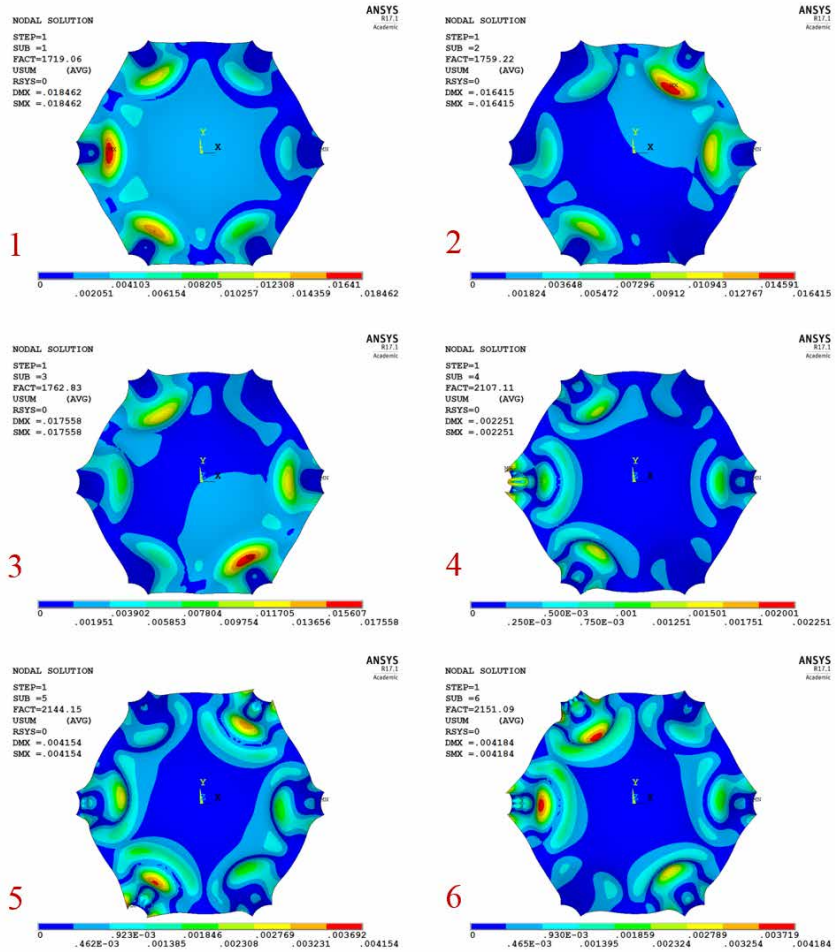 NODAL SOLUTION
STEP=1
SUB =1
FACT=1719.06
USUM (AVG)
RSYS=0
DMX =.018462
SMX =.018462
ANSYS
R17.1
Academic
Y
X
1
0 .004103 .008205 .012308 .01641
.002051 .006154 .010257 .014359 .018462
NODAL SOLUTION
STEP=1
SUB =2
FACT=1759.22
USUM (AVG)
RSYS=0
DMX =.016415
SMX =.016415
ANSYS
R17.1
Academic
Y
X
2
0 .003648 .007296 .010943 .014591
.001824 .005472 .00912 .012767 .016415
NODAL SOLUTION
STEP=1
SUB =3
FACT=1762.83
USUM (AVG)
RSYS=0
DMX =.017558
SMX =.017558
ANSYS
R17.1
Academic
Y
X
3
0 .003902 .007804 .011705 .015607
.001951 .005853 .009754 .013656 .017558
NODAL SOLUTION
STEP=1
SUB =4
FACT=2107.11
USUM (AVG)
RSYS=0
DMX =.002251
SMX =.002251
ANSYS
R17.1
Academic
Y
X
4
0 .500E-03 .001 .001501 .002001
.250E-03 .750E-03 .001251 .001751 .002251
NODAL SOLUTION
STEP=1
SUB =5
FACT=2144.15
USUM (AVG)
RSYS=0
DMX =.004154
SMX =.004154
ANSYS
R17.1
Academic
Y
X
5
0 .923E-03 .001846 .002769 .003692
.462E-03 .001385 .002308 .003231 .004154
NODAL SOLUTION
STEP=1
SUB =6
FACT=2151.09
USUM (AVG)
RSYS=0
DMX =.004184
SMX =.004184
ANSYS
R17.1
Academic
Y
X
6
0 .930E-03 .001859 .002789 .003719
.465E-03 .001395 .002324 .003254 .004184